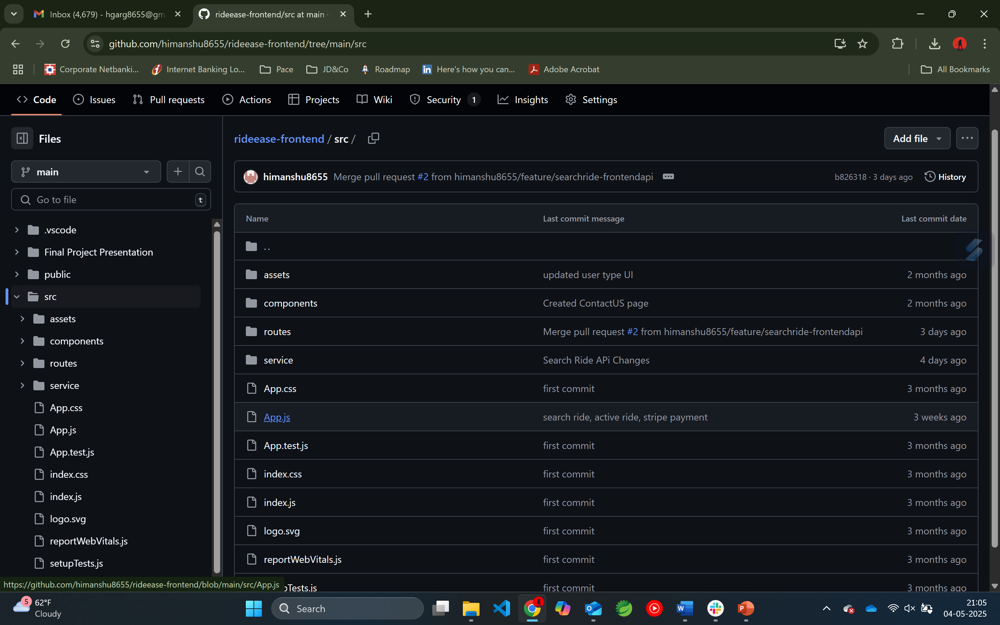 Inbox (4,679) - hgarg8655@gm
rideease-frontend/src at main ·
github.com/himanshu8655/rideease-frontend/tree/main/src
Corporate Netbanki...
Internet Banking Lo...
Pace
JD&Co
Roadmap
Here's how you can...
Adobe Acrobat
All Bookmarks
Code
Issues
Pull requests
Actions
Projects
Wiki
Security 1
Insights
Settings
Files
main
Go to file
t
.vscode
Final Project Presentation
public
src
assets
components
routes
service
App.css
App.js
App.test.js
index.css
index.js
logo.svg
reportWebVitals.js
setupTests.js
rideease-frontend / src /
Add file
himanshu8655 Merge pull request #2 from himanshu8655/feature/searchride-frontendapi
b826318 · 3 days ago
History
Name Last commit message Last commit date
..
assets updated user type UI 2 months ago
components Created ContactUS page 2 months ago
routes Merge pull request #2 from himanshu8655/feature/searchride-frontendapi 3 days ago
service Search Ride APi Changes 4 days ago
App.css first commit 3 months ago
App.js search ride, active ride, stripe payment 3 weeks ago
App.test.js first commit 3 months ago
index.css first commit 3 months ago
index.js first commit 3 months ago
logo.svg first commit 3 months ago
reportWebVitals.js first commit 3 months ago
pTests.js first commit 3 months ago
https://github.com/himanshu8655/rideease-frontend/blob/main/src/App.js
5
62°F
Cloudy
Search
21:05
04-05-2025